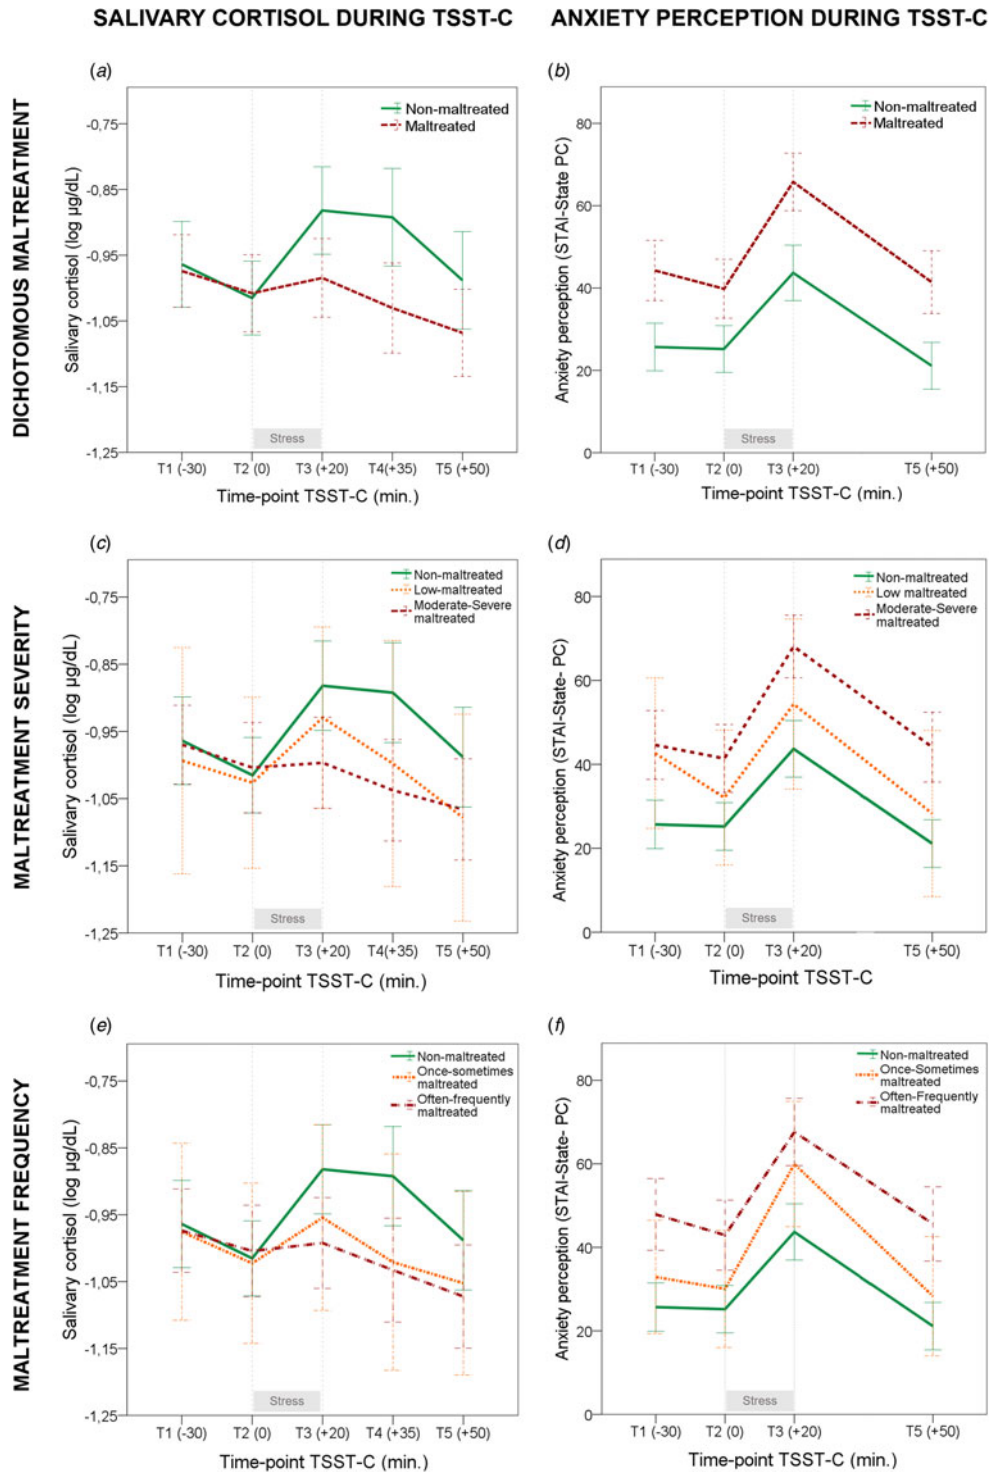 SALIVARY CORTISOL DURING TSST-C
ANXIETY PERCEPTION DURING TSST-C
DICHOTOMOUS MALTREATMENT
(a)
Salivary cortisol (log µg/dL)
-0,75
-0,85
-0,95
-1,05
-1,15
-1,25
Non-maltreated
Maltreated
Stress
T1 (-30) T2 (0) T3 (+20) T4(+35) T5 (+50)
Time-point TSST-C (min.)
(b)
Anxiety perception (STAI-State PC)
80
60
40
20
0
Non-maltreated
Maltreated
Stress
T1 (-30) T2 (0) T3 (+20) T5 (+50)
Time-point TSST-C (min.)
MALTREATMENT SEVERITY
(c)
Salivary cortisol (log µg/dL)
-0,75
-0,85
-0,95
-1,05
-1,15
-1,25
Non-maltreated
Low-maltreated
Moderate-Severe
maltreated
Stress
T1 (-30) T2 (0) T3 (+20) T4(+35) T5 (+50)
Time-point TSST-C (min.)
(d)
Anxiety perception (STAI-State- PC)
80
60
40
20
0
Non-maltreated
Low maltreated
Moderate-Severe
maltreated
Stress
T1 (-30) T2 (0) T3 (+20) T5 (+50)
Time-point TSST-C
MALTREATMENT FREQUENCY
(e)
Salivary cortisol (log µg/dL)
-0,75
-0,85
-0,95
-1,05
-1,15
-1,25
Non-maltreated
Once-sometimes
maltreated
Often-frequently
maltreated
Stress
T1 (-30) T2 (0) T3 (+20) T4 (+35) T5 (+50)
Time-point TSST-C (min.)
(f)
Anxiety perception (STAI-State- PC)
80
60
40
20
0
Non-maltreated
Once-Sometimes
maltreated
Often-Frequently
maltreated
Stress
T1 (-30) T2 (0) T3 (+20) T5 (+50)
Time-point TSST-C (min.)